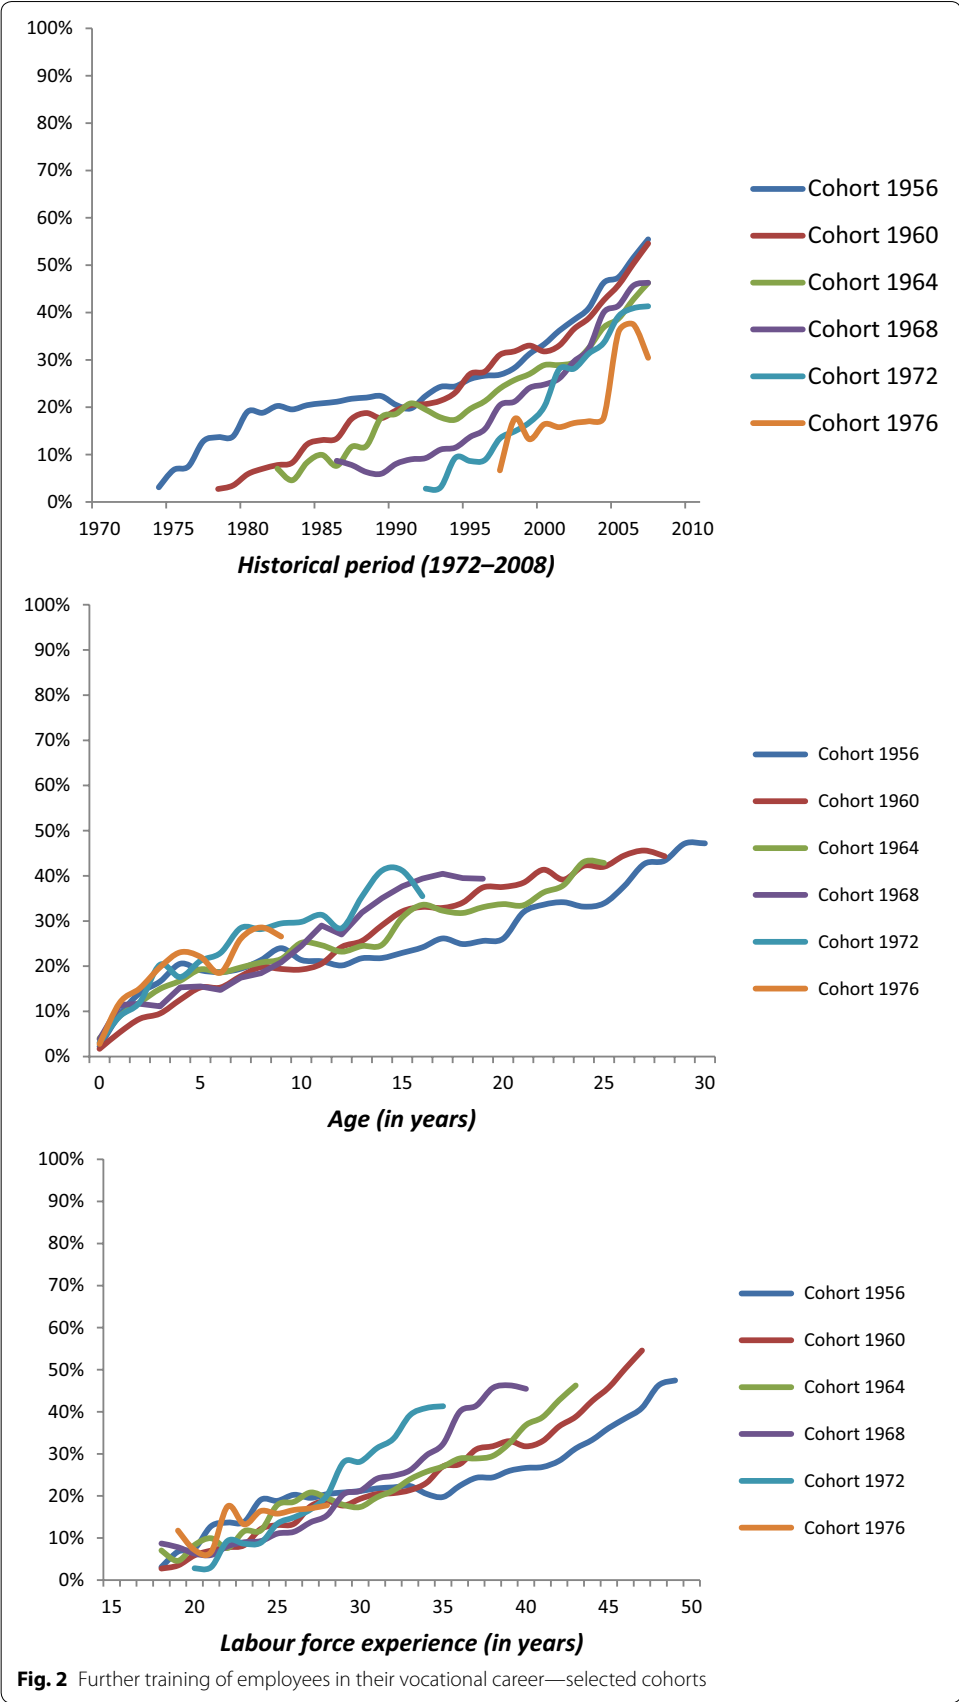 100%
90%
80%
70%
60%
50%
40%
30%
20%
10%
0%
1970 1975 1980 1985 1990 1995 2000 2005 2010
Historical period (1972–2008)
Cohort 1956
Cohort 1960
Cohort 1964
Cohort 1968
Cohort 1972
Cohort 1976
100%
90%
80%
70%
60%
50%
40%
30%
20%
10%
0%
0 5 10 15 20 25 30
Age (in years)
Cohort 1956
Cohort 1960
Cohort 1964
Cohort 1968
Cohort 1972
Cohort 1976
100%
90%
80%
70%
60%
50%
40%
30%
20%
10%
0%
15 20 25 30 35 40 45 50
Labour force experience (in years)
Cohort 1956
Cohort 1960
Cohort 1964
Cohort 1968
Cohort 1972
Cohort 1976
Fig. 2 Further training of employees in their vocational career—selected cohorts